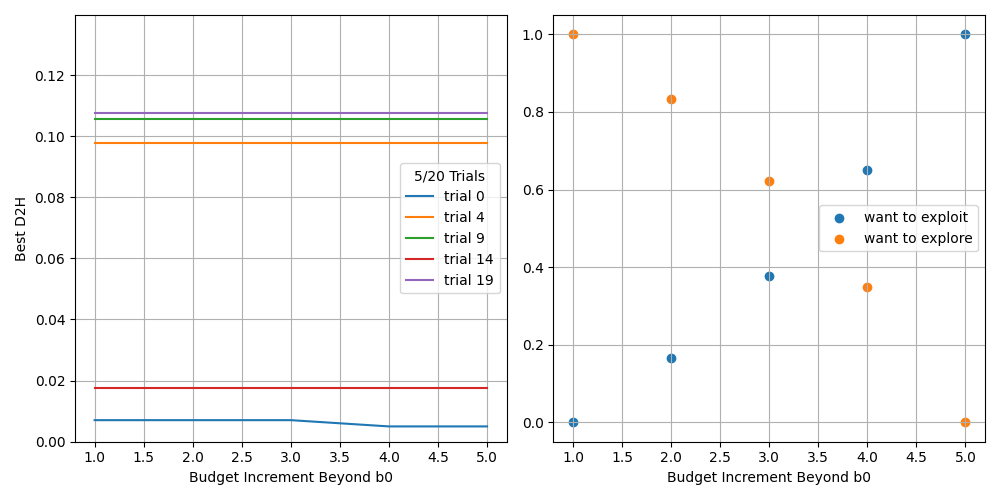 0.12
0.10
0.08
0.06
0.04
0.02
0.00
Best D2H
1.0 1.5 2.0 2.5 3.0 3.5 4.0 4.5 5.0
Budget Increment Beyond b0
5/20 Trials
trial 0
trial 4
trial 9
trial 14
trial 19
1.0
0.8
0.6
0.4
0.2
0.0
1.0 1.5 2.0 2.5 3.0 3.5 4.0 4.5 5.0
Budget Increment Beyond b0
want to exploit
want to explore